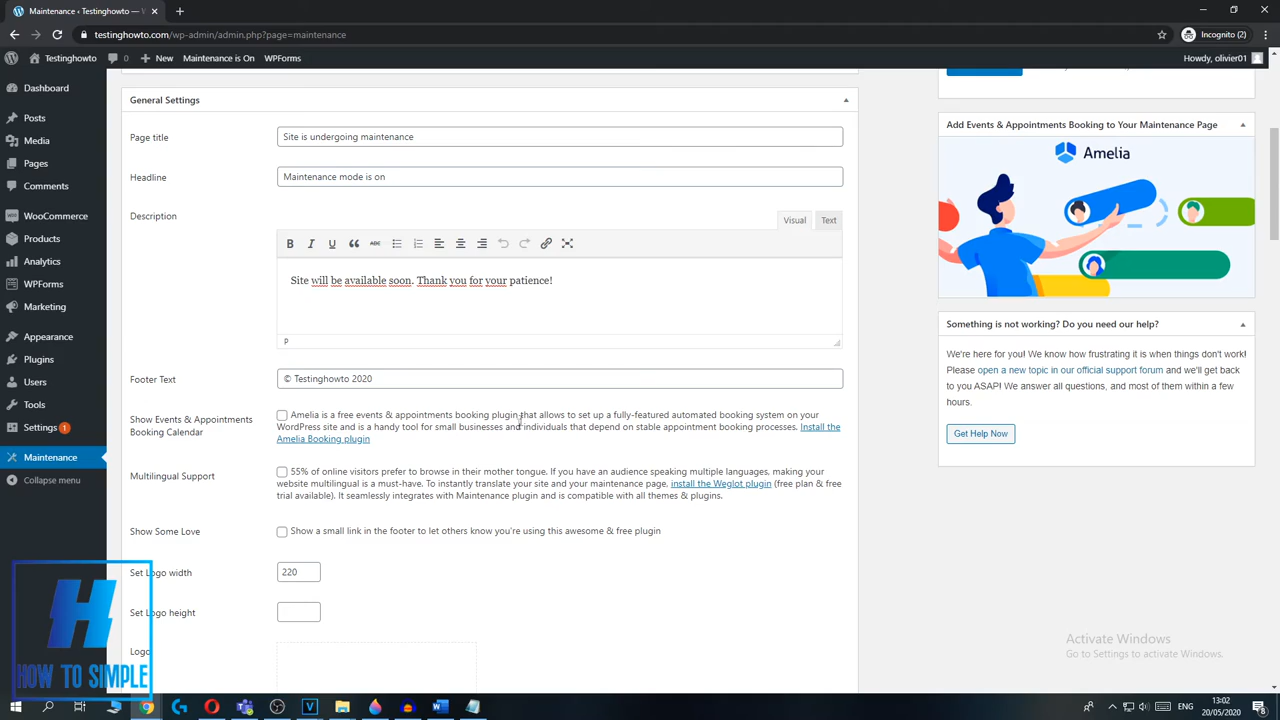 Maintenance ‹ Testinghowto
testinghowto.com/wp-admin/admin.php?page=maintenance
Incognito (2)
Testinghowto
0
New
Maintenance is On
WPForms
Howdy, olivier01
Dashboard
Posts
Media
Pages
Comments
WooCommerce
Products
Analytics
WPForms
Marketing
Appearance
Plugins
Users
Tools
Settings 1
Maintenance
Collapse menu
General Settings
Page title
Site is undergoing maintenance
Headline
Maintenance mode is on
Description
Visual
Text
B I U ABC
Site will be available soon. Thank you for your patience!
P
Footer Text
© Testinghowto 2020
Show Events & Appointments
Booking Calendar
Amelia is a free events & appointments booking plugin that allows to set up a fully-featured automated booking system on your
WordPress site and is a handy tool for small businesses and individuals that depend on stable appointment booking processes. Install the
Amelia Booking plugin
Multilingual Support
55% of online visitors prefer to browse in their mother tongue. If you have an audience speaking multiple languages, making your
website multilingual is a must-have. To instantly translate your site and your maintenance page, install the Weglot plugin (free plan & free
trial available). It seamlessly integrates with Maintenance plugin and is compatible with all themes & plugins.
Show Some Love
Show a small link in the footer to let others know you're using this awesome & free plugin
Set Logo width
220
Set Logo height
Logo
Add Events & Appointments Booking to Your Maintenance Page
Amelia
Something is not working? Do you need our help?
We're here for you! We know how frustrating it is when things don't work!
Please open a new topic in our official support forum and we'll get back
to you ASAP! We answer all questions, and most of them within a few
hours.
Get Help Now
Activate Windows
Go to Settings to activate Windows.
H
HOW TO SIMPLE
ENG
13:02
20/05/2020
8